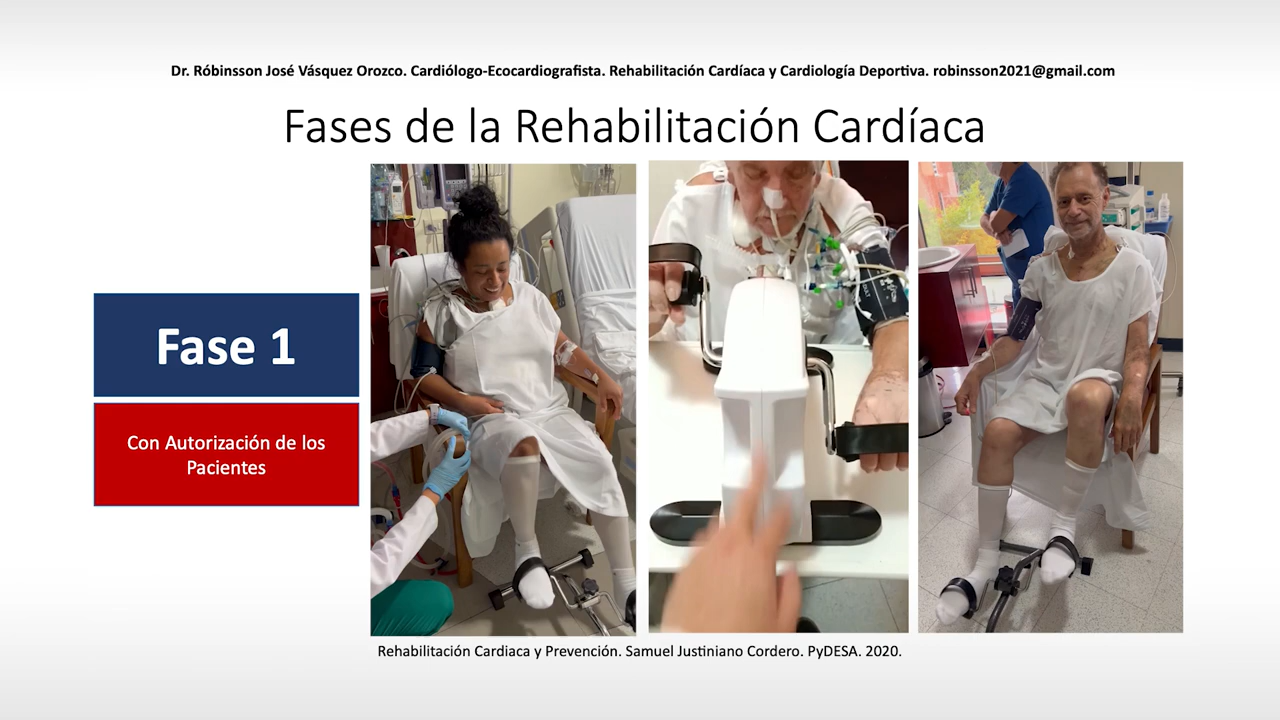 Dr. Róbinsson José Vásquez Orozco. Cardiólogo-Ecocardiografista. Rehabilitación Cardíaca y Cardiología Deportiva. robinsson2021@gmail.com
Fases de la Rehabilitación Cardíaca
Fase 1
Con Autorización de los
Pacientes
Rehabilitación Cardiaca y Prevención. Samuel Justiniano Cordero. PyDESA. 2020.